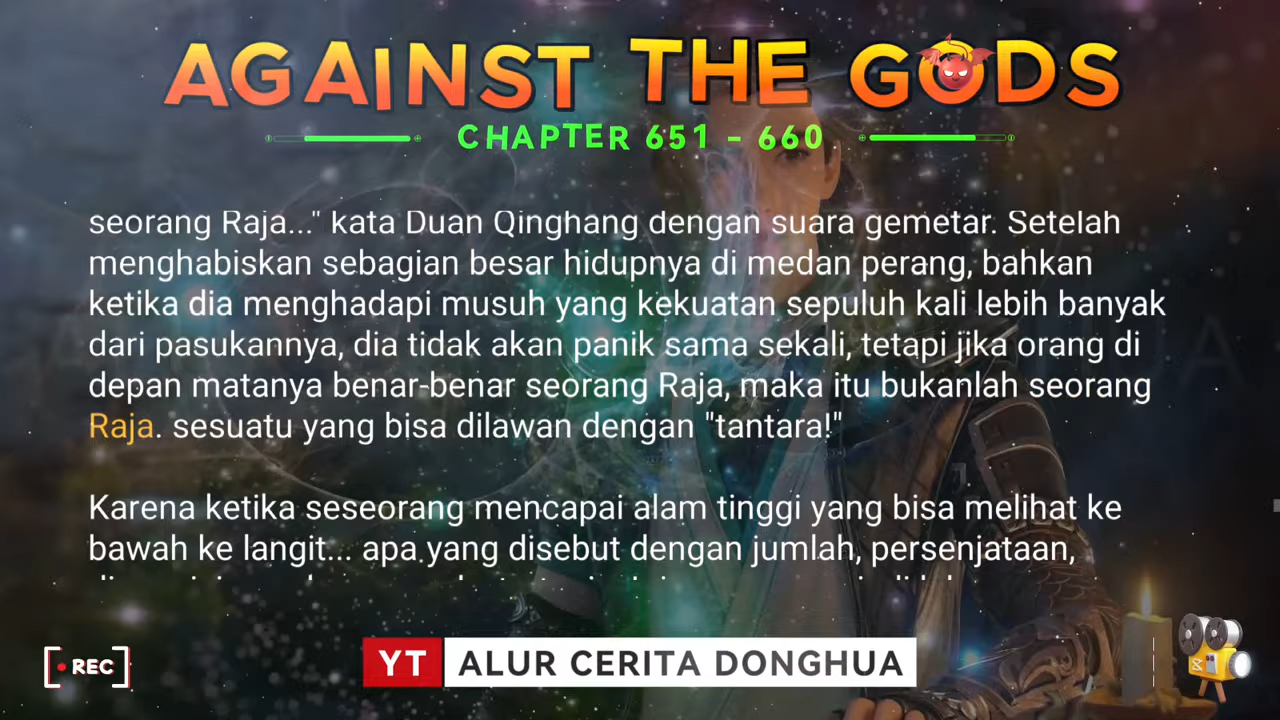 AGAINST THE GODS
CHAPTER 651 - 660
seorang Raja..." kata Duan Qinghang dengan suara gemetar. Setelah
menghabiskan sebagian besar hidupnya di medan perang, bahkan
ketika dia menghadapi musuh yang kekuatan sepuluh kali lebih banyak
dari pasukannya, dia tidak akan panik sama sekali, tetapi jika orang di
depan matanya benar-benar seorang Raja, maka itu bukanlah seorang
Raja. sesuatu yang bisa dilawan dengan "tantara!"
Karena ketika seseorang mencapai alam tinggi yang bisa melihat ke
bawah ke langit... apa yang disebut dengan jumlah, persenjataan,
REC
YT ALUR CERITA DONGHUA